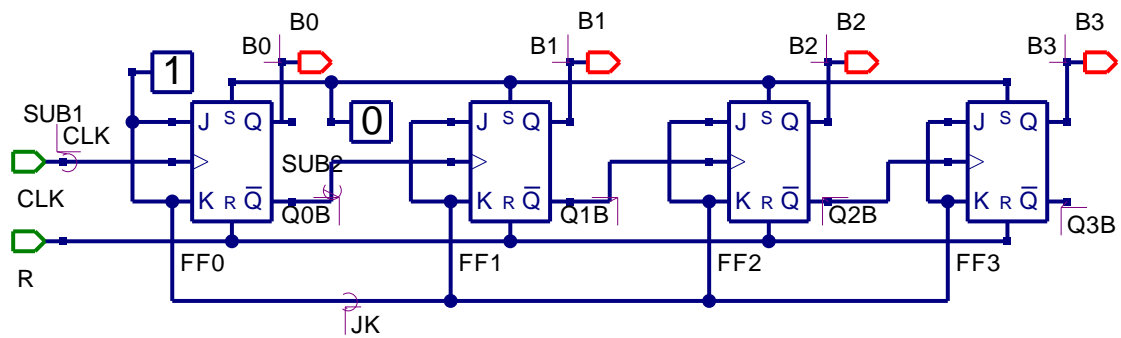 B0 B1 B2 B3
B0 B1 B2 B3
1
SUB1
CLK
J S Q
0
J S Q
J S Q
J S Q
SUB2
CLK
K R Q̅
Q0B
K R Q̅
Q1B
K R Q̅
Q2B
K R Q̅
Q3B
R
FF0 FF1 FF2 FF3
JK